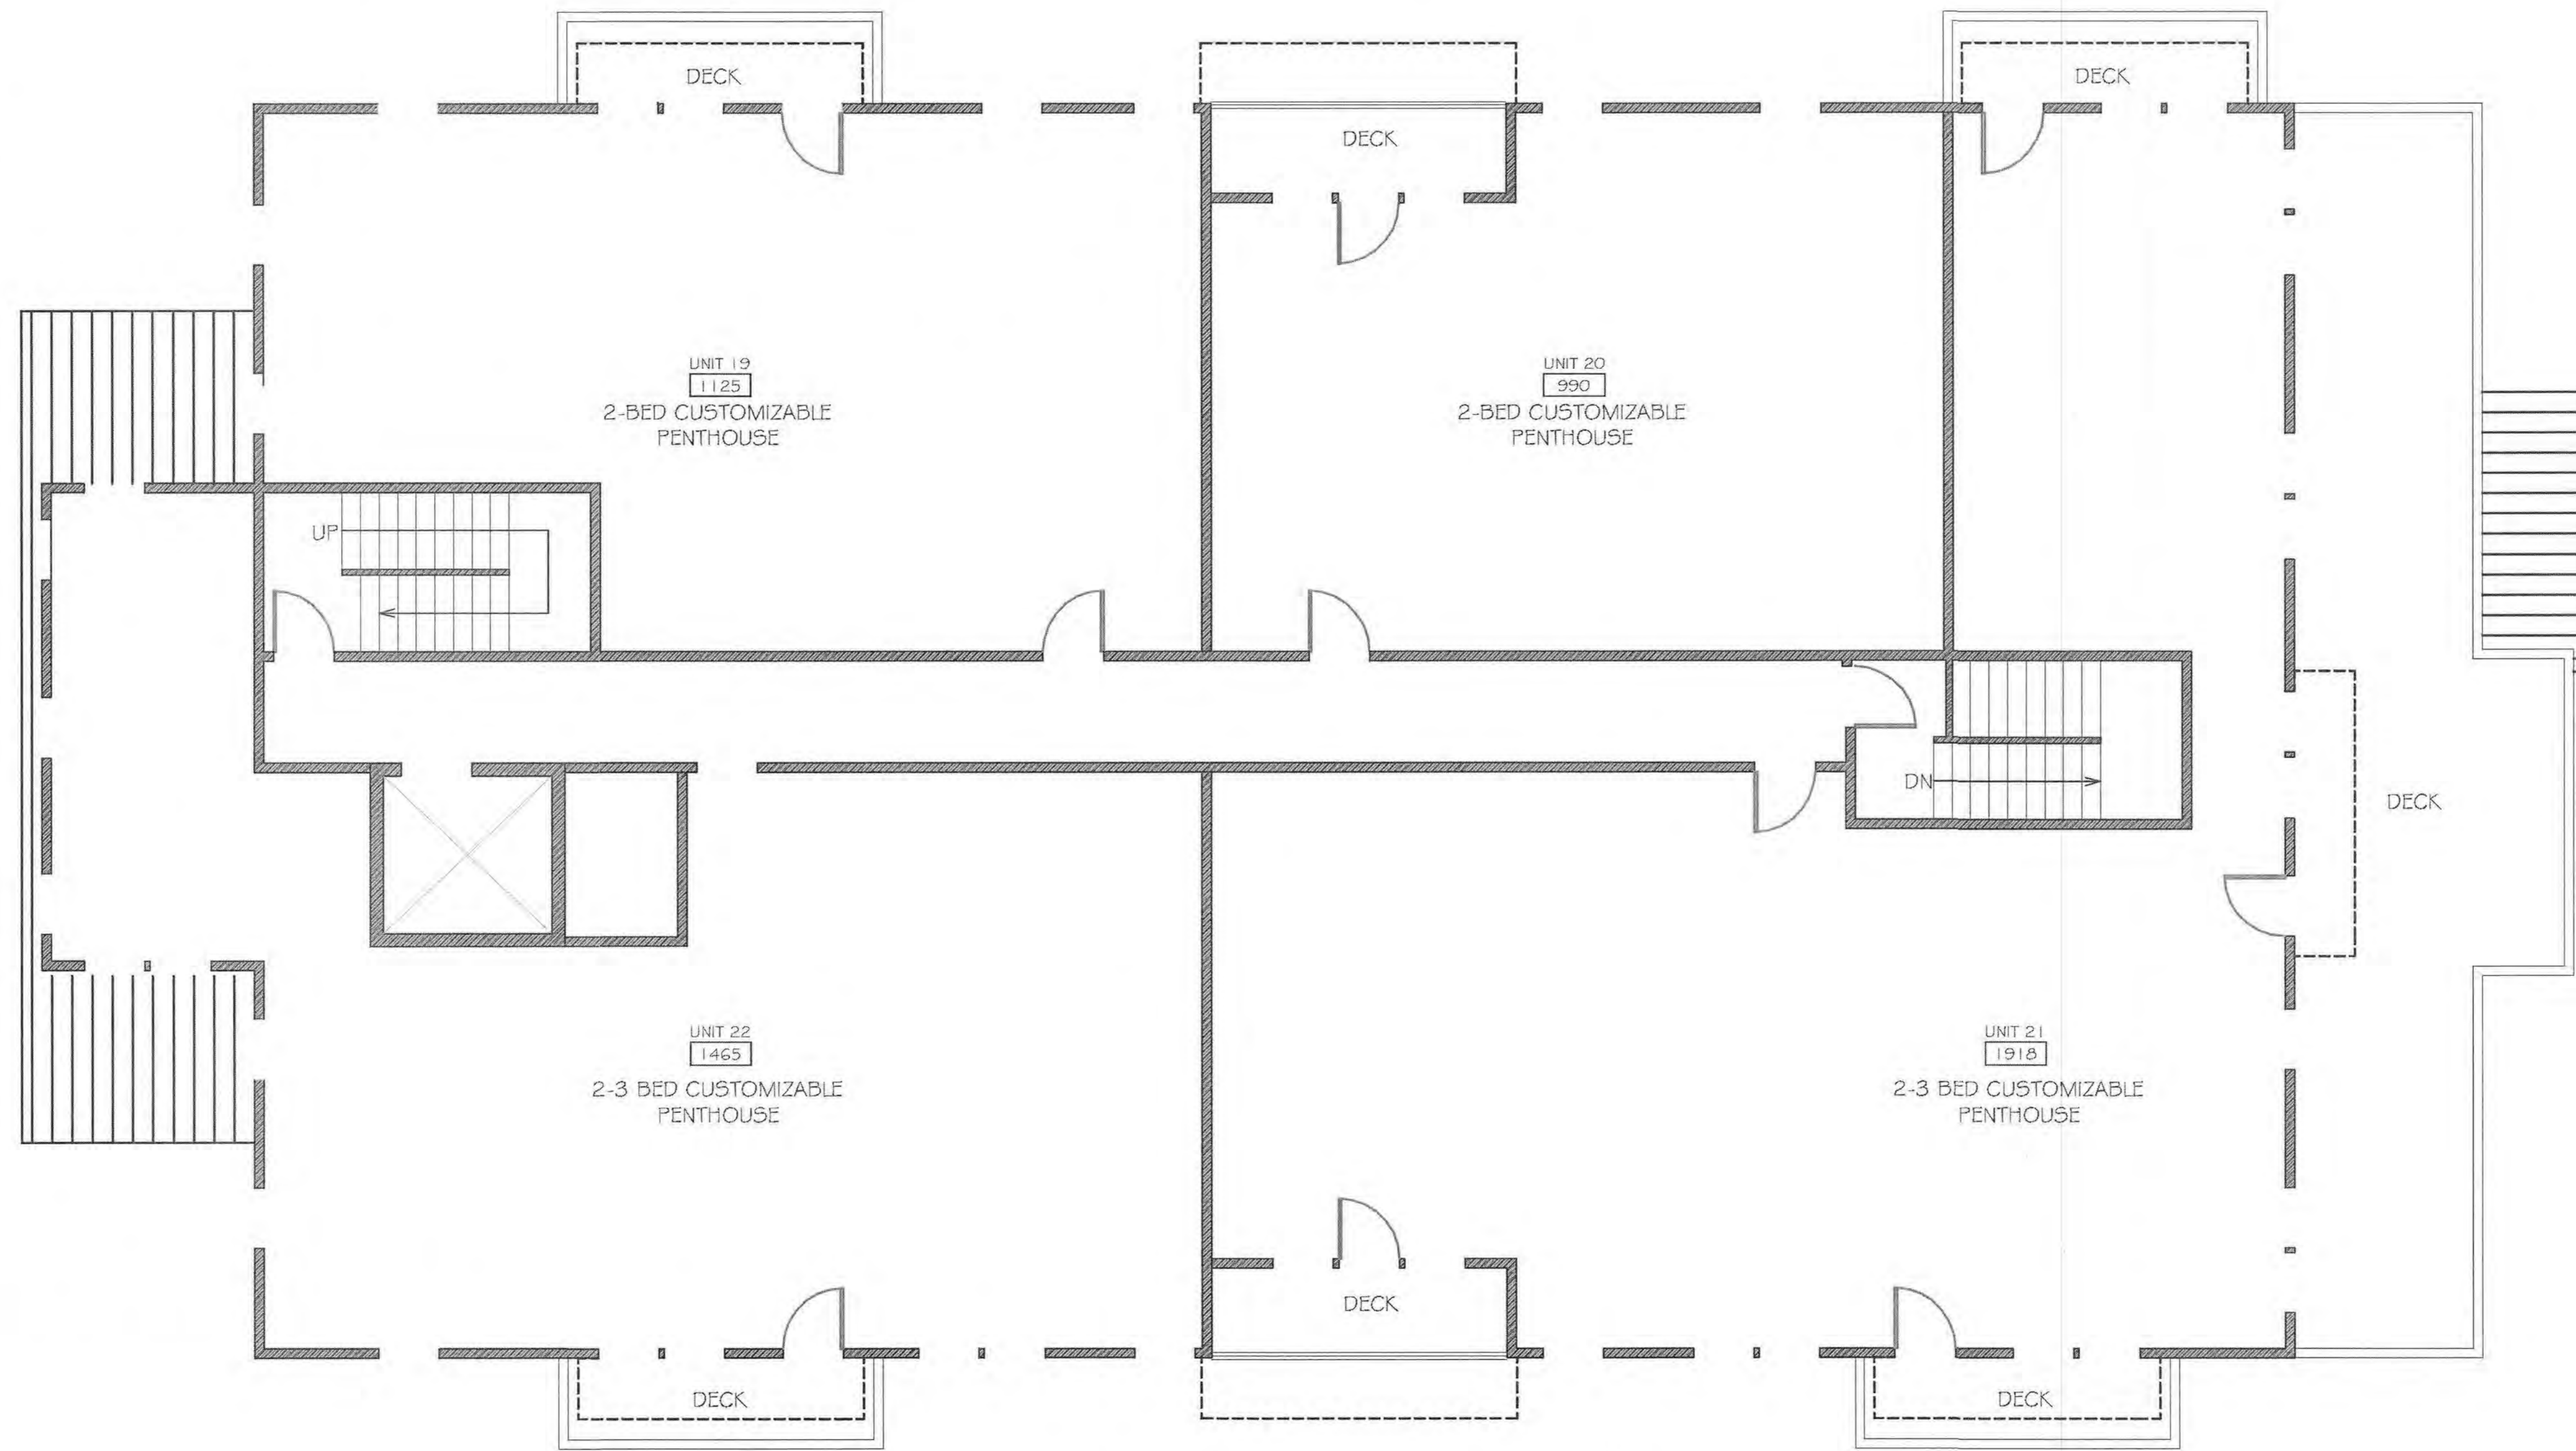 DECK
DECK
DECK
UNIT 19
1125
2-BED CUSTOMIZABLE
PENTHOUSE
UNIT 20
990
2-BED CUSTOMIZABLE
PENTHOUSE
UP
DN
DECK
UNIT 22
1465
2-3 BED CUSTOMIZABLE
PENTHOUSE
UNIT 21
1918
2-3 BED CUSTOMIZABLE
PENTHOUSE
DECK
DECK
DECK